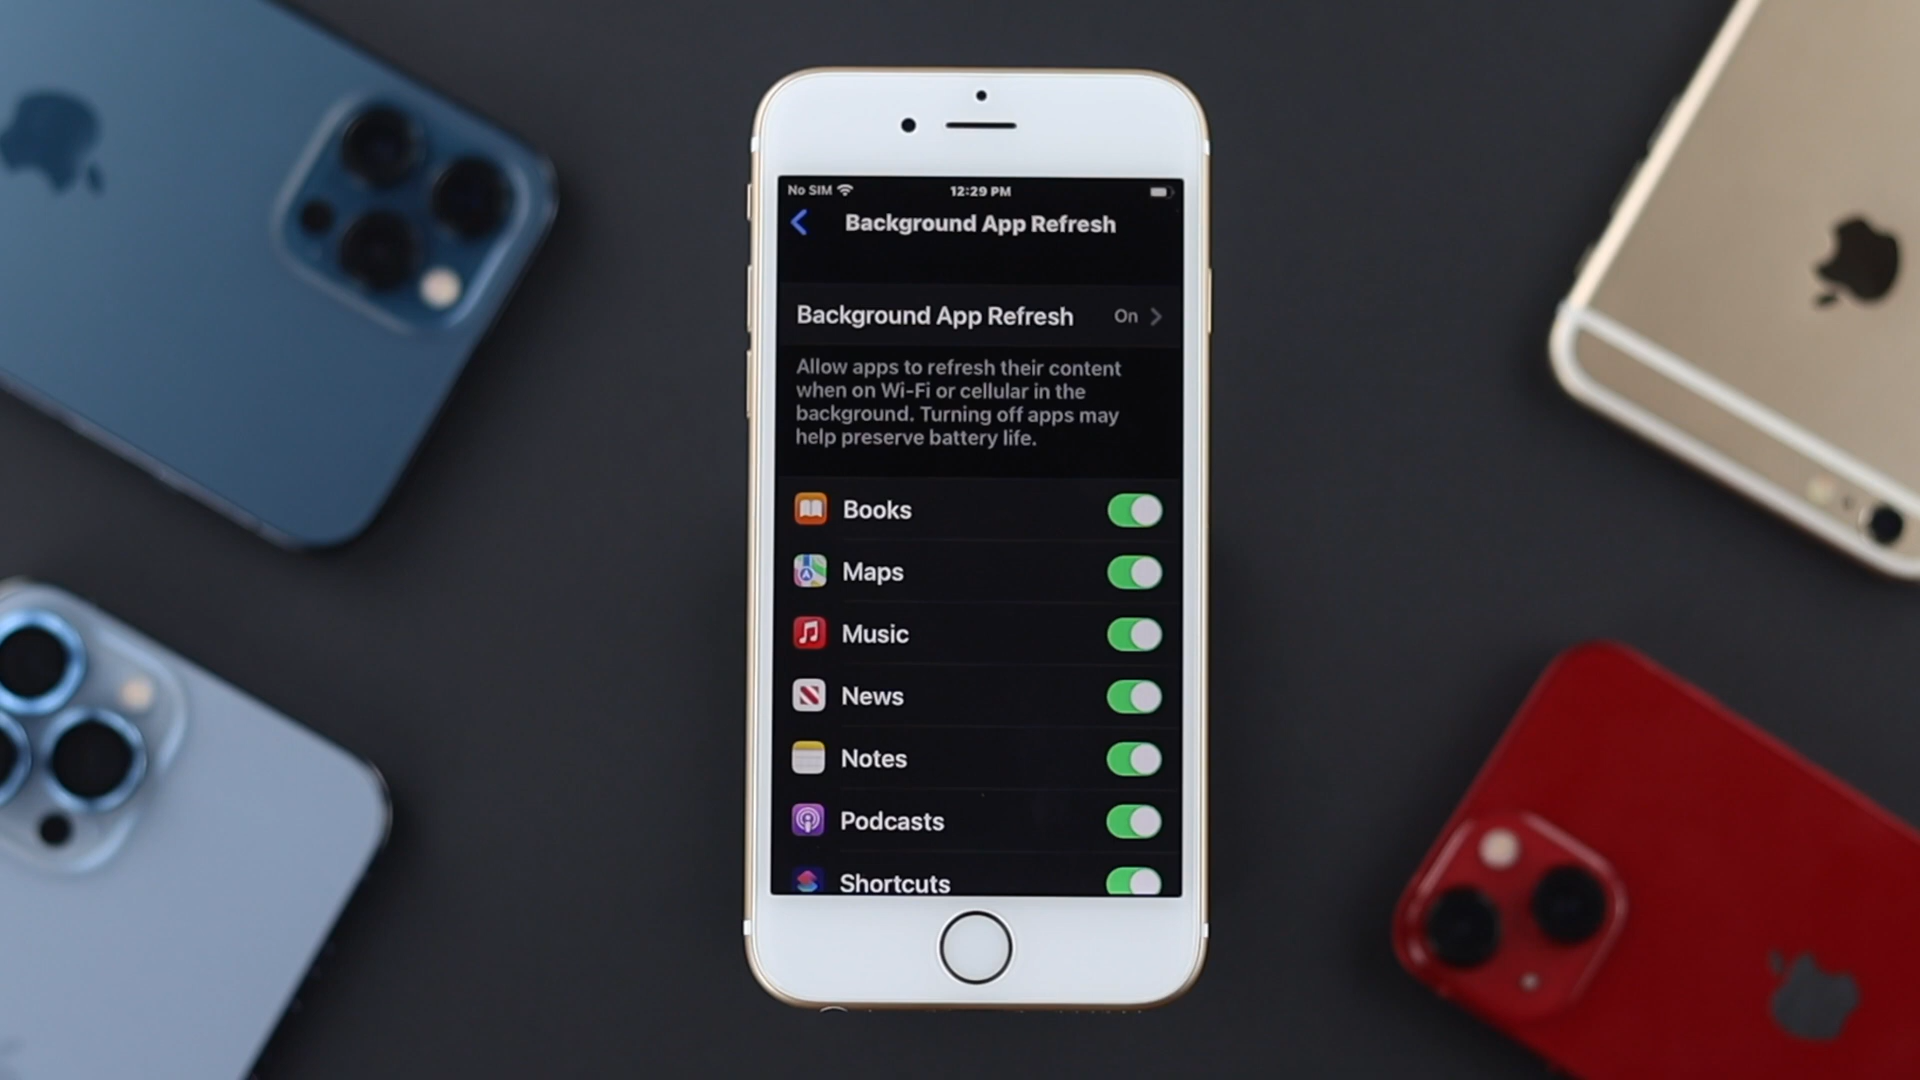 No SIM 12:29 PM
Background App Refresh
Background App Refresh On
Allow apps to refresh their content
when on Wi-Fi or cellular in the
background. Turning off apps may
help preserve battery life.
Books
Maps
Music
News
Notes
Podcasts
Shortcuts